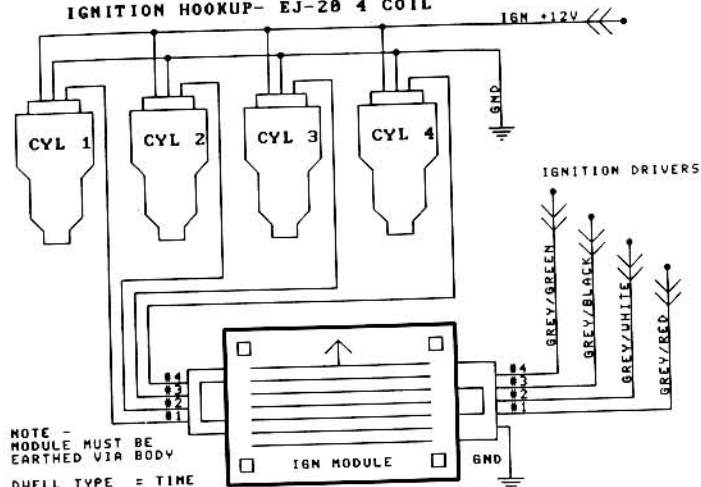 IGNITION HOOKUP- EJ-20 4 COIL
IGN +12V
GND
CYL 1
CYL 2
CYL 3
CYL 4
IGNITION DRIVERS
GREY/GREEN
GREY/BLACK
GREY/WHITE
GREY/RED
#4
#3
#2
#1
#4
#3
#2
#1
NOTE -
MODULE MUST BE
EARTHED VIA BODY
IGN MODULE
GND
DWELL TYPE = TIME